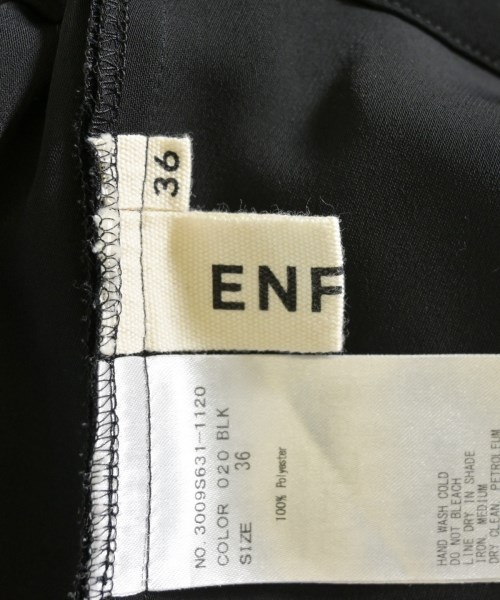 36
ENF
NO. 3009S631-1120
COLOR 020 BLK
SIZE 36
100% Polyester
HAND WASH COLD
DO NOT BLEACH
LINE DRY IN SHADE
IRON, MEDIUM
DRY CLEAN, PETROLEUM